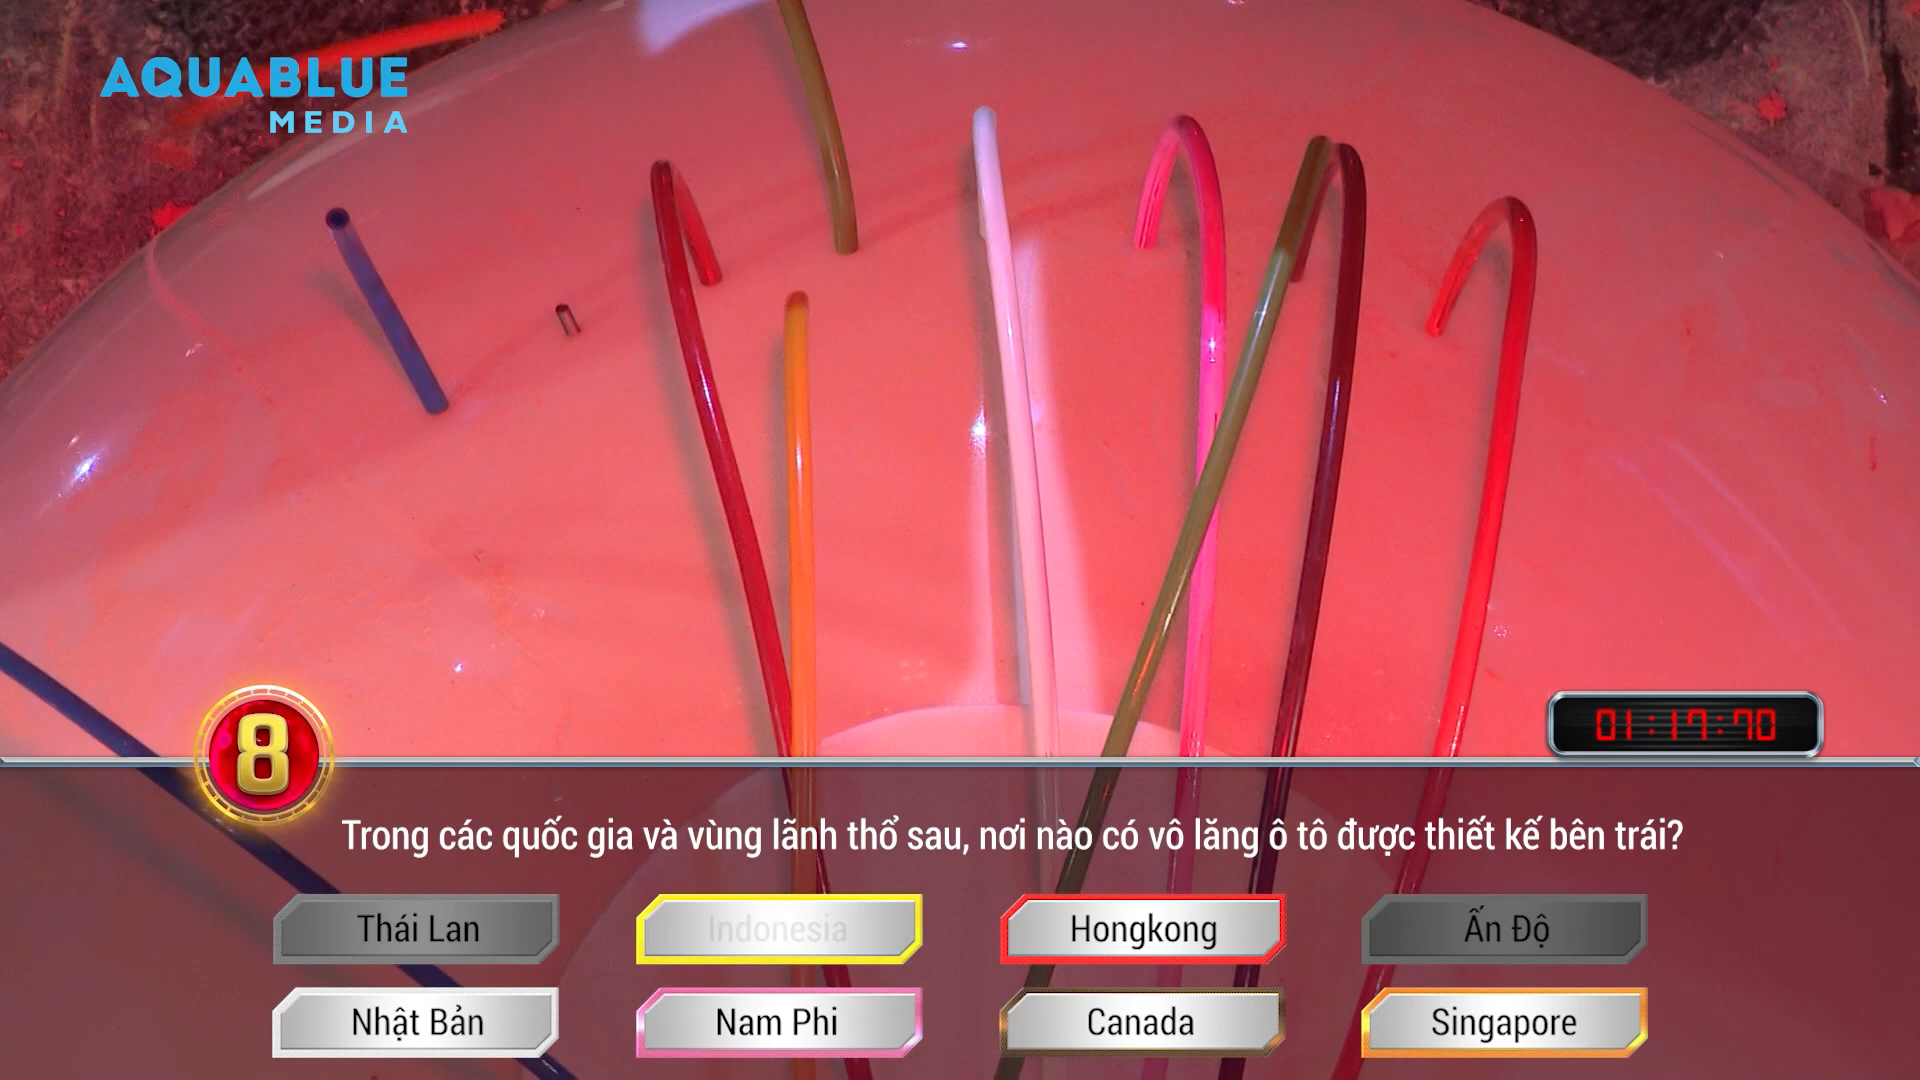 AQUABLUE
MEDIA
8
01:17:70
Trong các quốc gia và vùng lãnh thổ sau, nơi nào có vô lăng ô tô được thiết kế bên trái?
Thái Lan
Indonesia
Hongkong
Ấn Độ
Nhật Bản
Nam Phi
Canada
Singapore